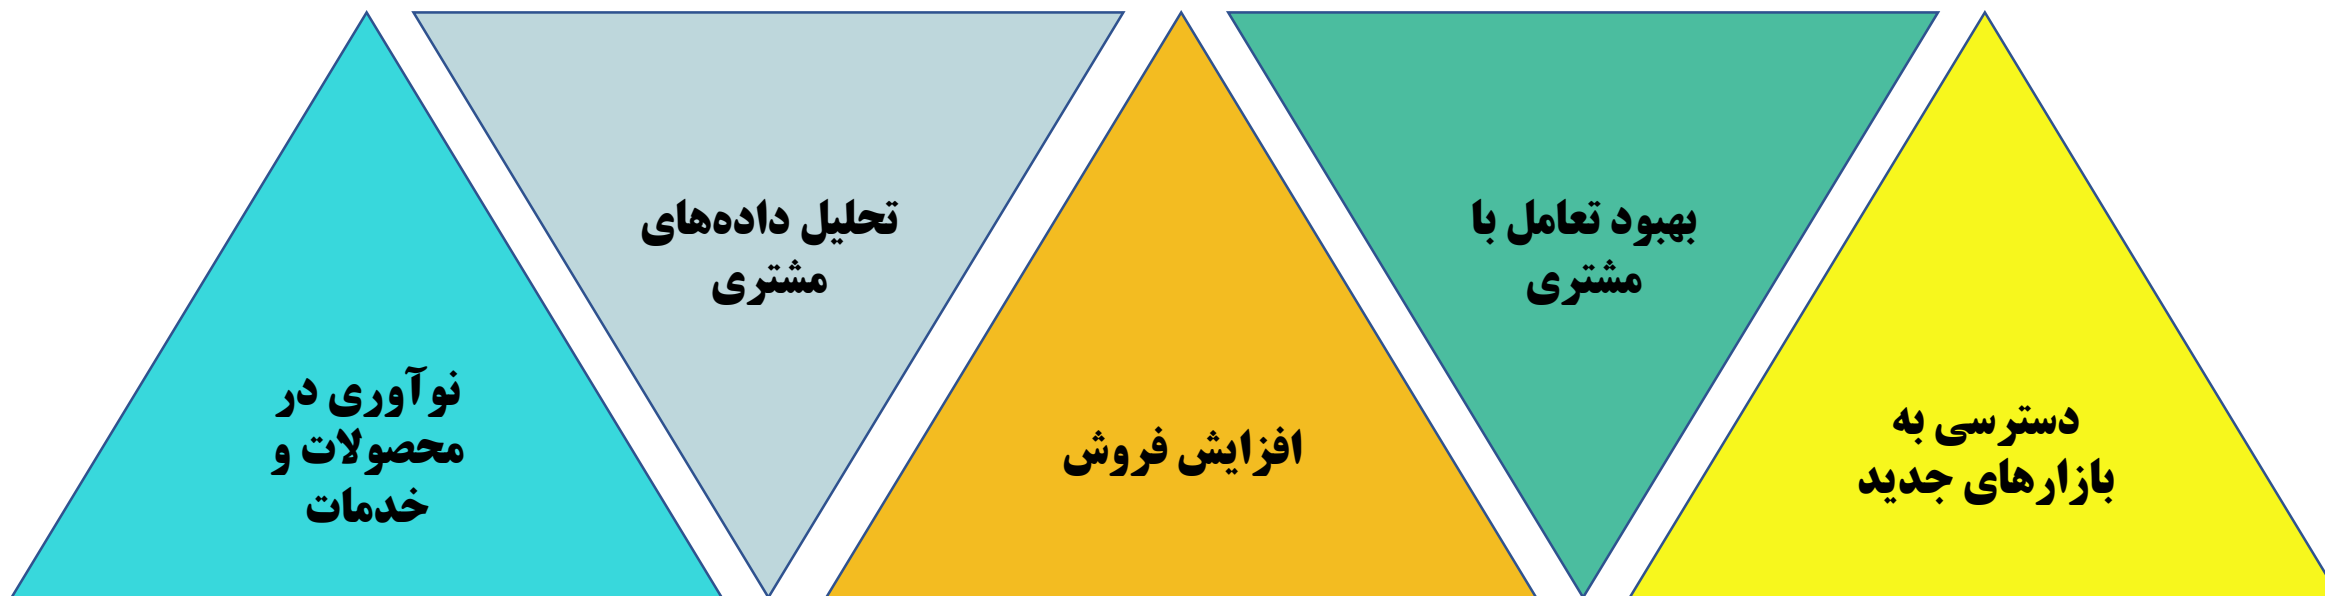 دسترسی به
بازارهای جدید
بهبود تعامل با
مشتری
افزایش فروش
تحلیل داده‌های
مشتری
نوآوری در
محصولات و
خدمات